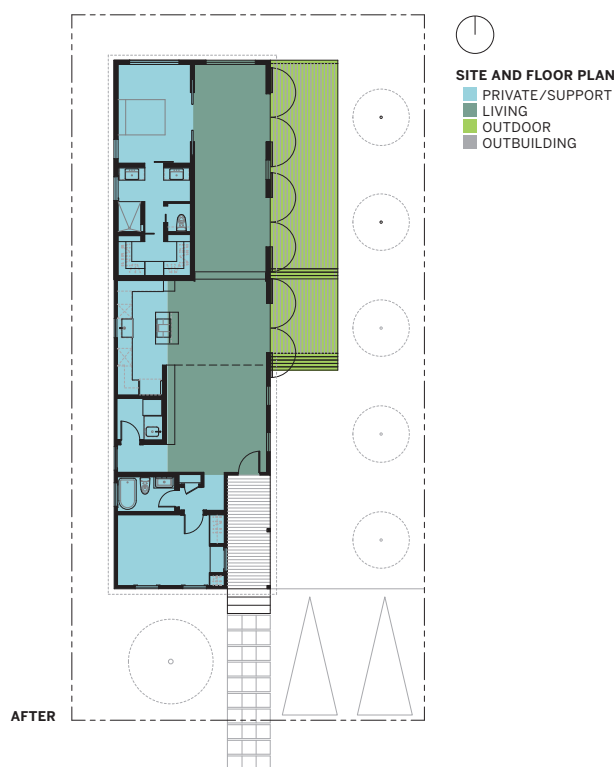 SITE AND FLOOR PLAN
PRIVATE/SUPPORT
LIVING
OUTDOOR
OUTBUILDING
AFTER